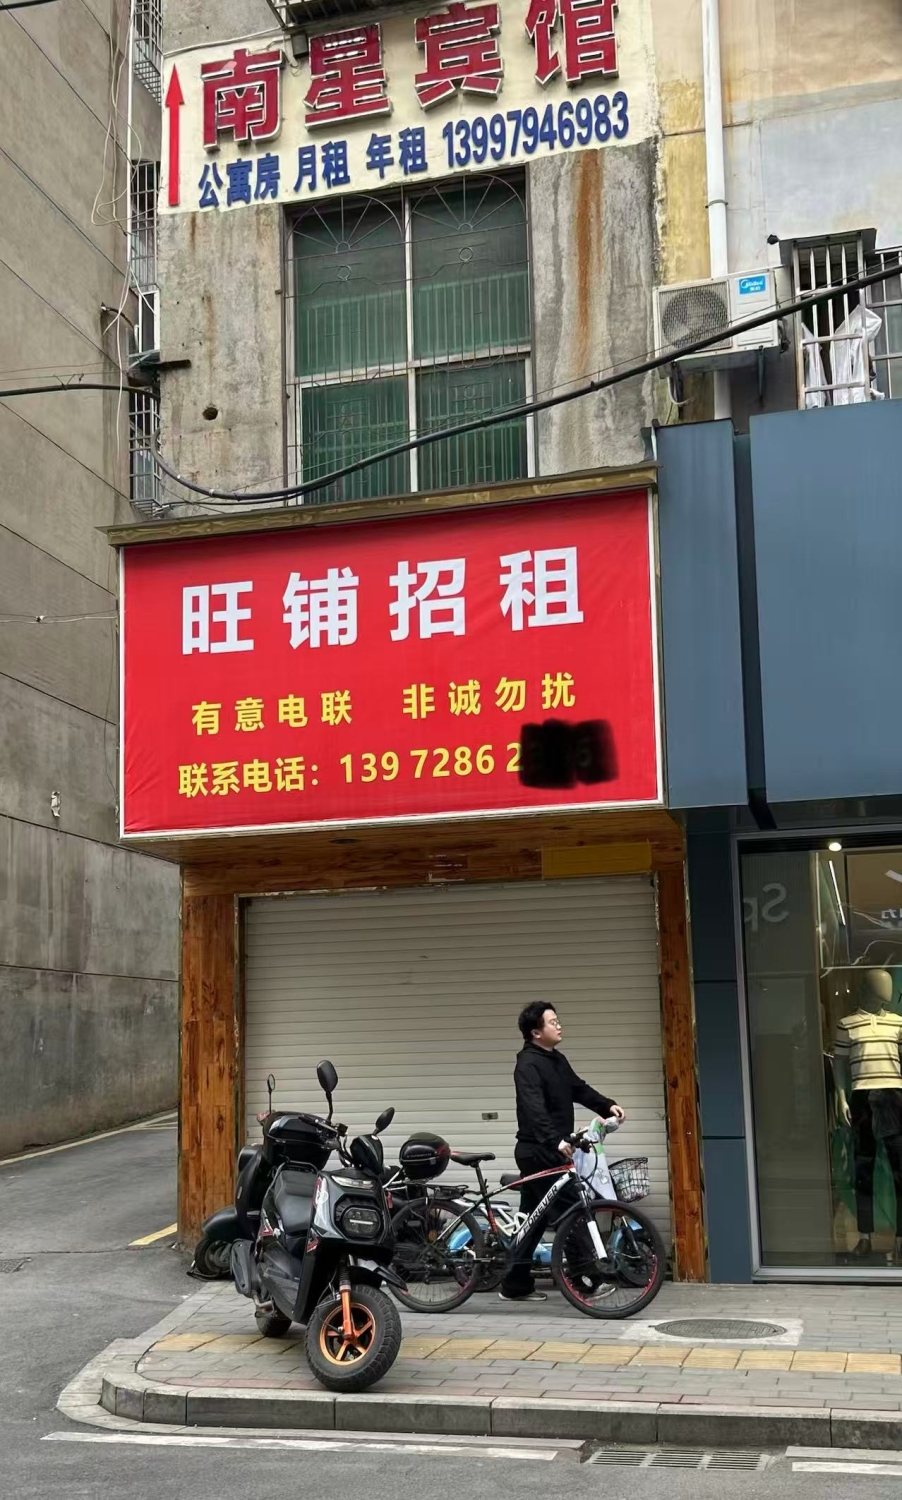 南星宾馆
公寓房 月租 年租 13997946983
Midea
旺铺招租
有意电联 非诚勿扰
联系电话：139 7286 2
FOREVER